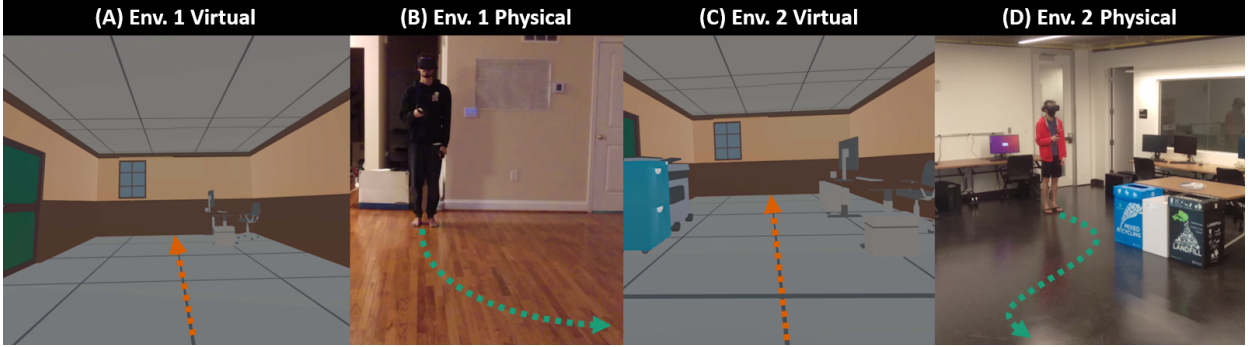 (A) Env. 1 Virtual
(B) Env. 1 Physical
(C) Env. 2 Virtual
(D) Env. 2 Physical
MIXED
RECYCLING
LANDFILL